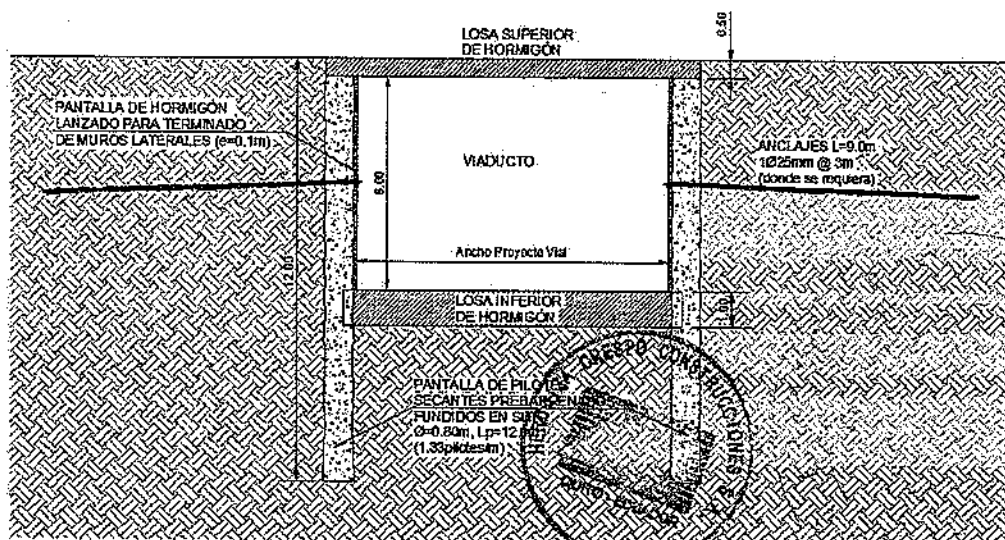 LOSA SUPERIOR
DE HORMIGÓN
0.50
PANTALLA DE HORMIGÓN
LANZADO PARA TERMINADO
DE MUROS LATERALES (e=0.1m)
VIADUCTO
ANCLAJES L=9.0m
1Ø25mm @ 3m
(donde se requiera)
6.00
12.00
Ancho Proyecto Vial
LOSA INFERIOR
DE HORMIGÓN
1.00
PANTALLA DE PILOTES
SECANTES
FUNDIDOS EN SITIO
Ø=0.80m,
(1.33pilotes/m)
CRESPO CONSTRUCCIONES
QUITO - ECUADOR